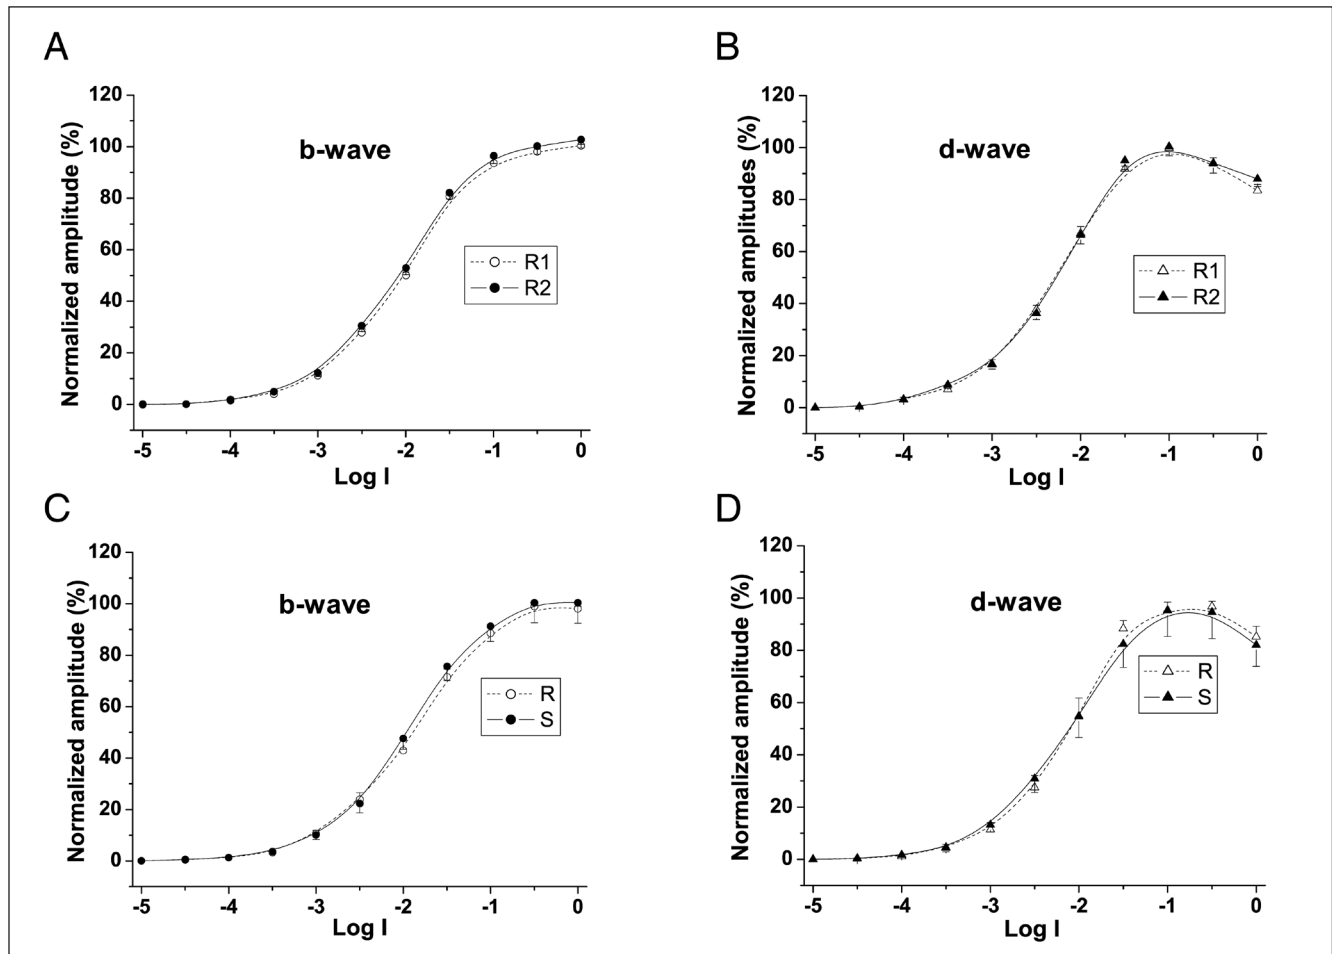 A
120
100
80
60
40
20
0
Normalized amplitude (%)
b-wave
R1
R2
-5 -4 -3 -2 -1 0
Log I
B
120
100
80
60
40
20
0
Normalized amplitudes (%)
d-wave
R1
R2
-5 -4 -3 -2 -1 0
Log I
C
120
100
80
60
40
20
0
Normalized amplitude (%)
b-wave
R
S
-5 -4 -3 -2 -1 0
Log I
D
120
100
80
60
40
20
0
Normalized amplitude (%)
d-wave
R
S
-5 -4 -3 -2 -1 0
Log I